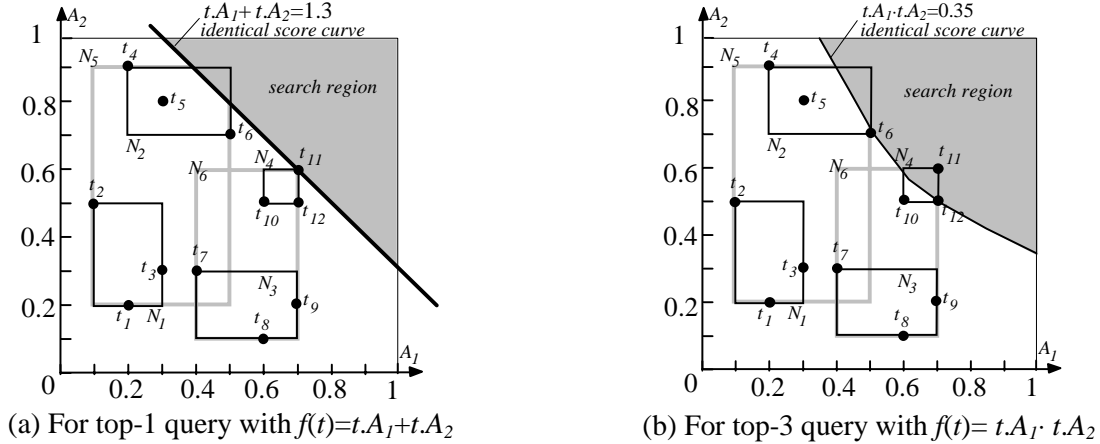 A2
t.A1+ t.A2=1.3
identical score curve
1
N5
t4
search region
0.8
t5
t6
N2
0.6
N6
N4
t11
t2
t10
t12
0.4
t3
t7
N3
t9
0.2
t1
N1
t8
A1
0
0.2
0.4
0.6
0.8
1
(a) For top-1 query with f(t)=t.A1+t.A2
A2
t.A1·t.A2=0.35
identical score curve
1
N5
t4
search region
0.8
t5
t6
N2
0.6
N6
N4
t11
t2
t10
t12
0.4
t3
t7
N3
t9
0.2
t1
N1
t8
A1
0
0.2
0.4
0.6
0.8
1
(b) For top-3 query with f(t)= t.A1· t.A2